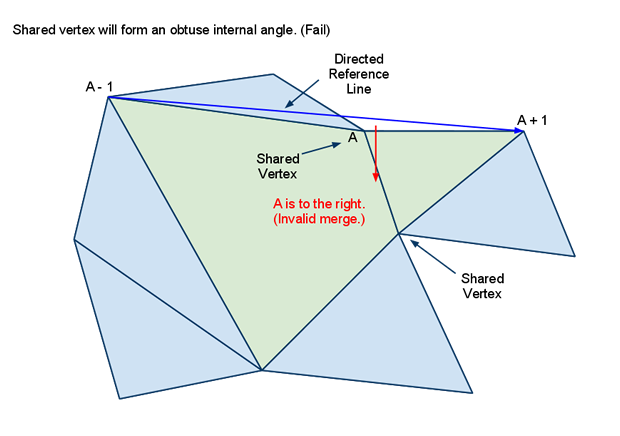 Shared vertex will form an obtuse internal angle. (Fail)
Directed
Reference
Line
A - 1
A + 1
A
Shared
Vertex
A is to the right.
(Invalid merge.)
Shared
Vertex